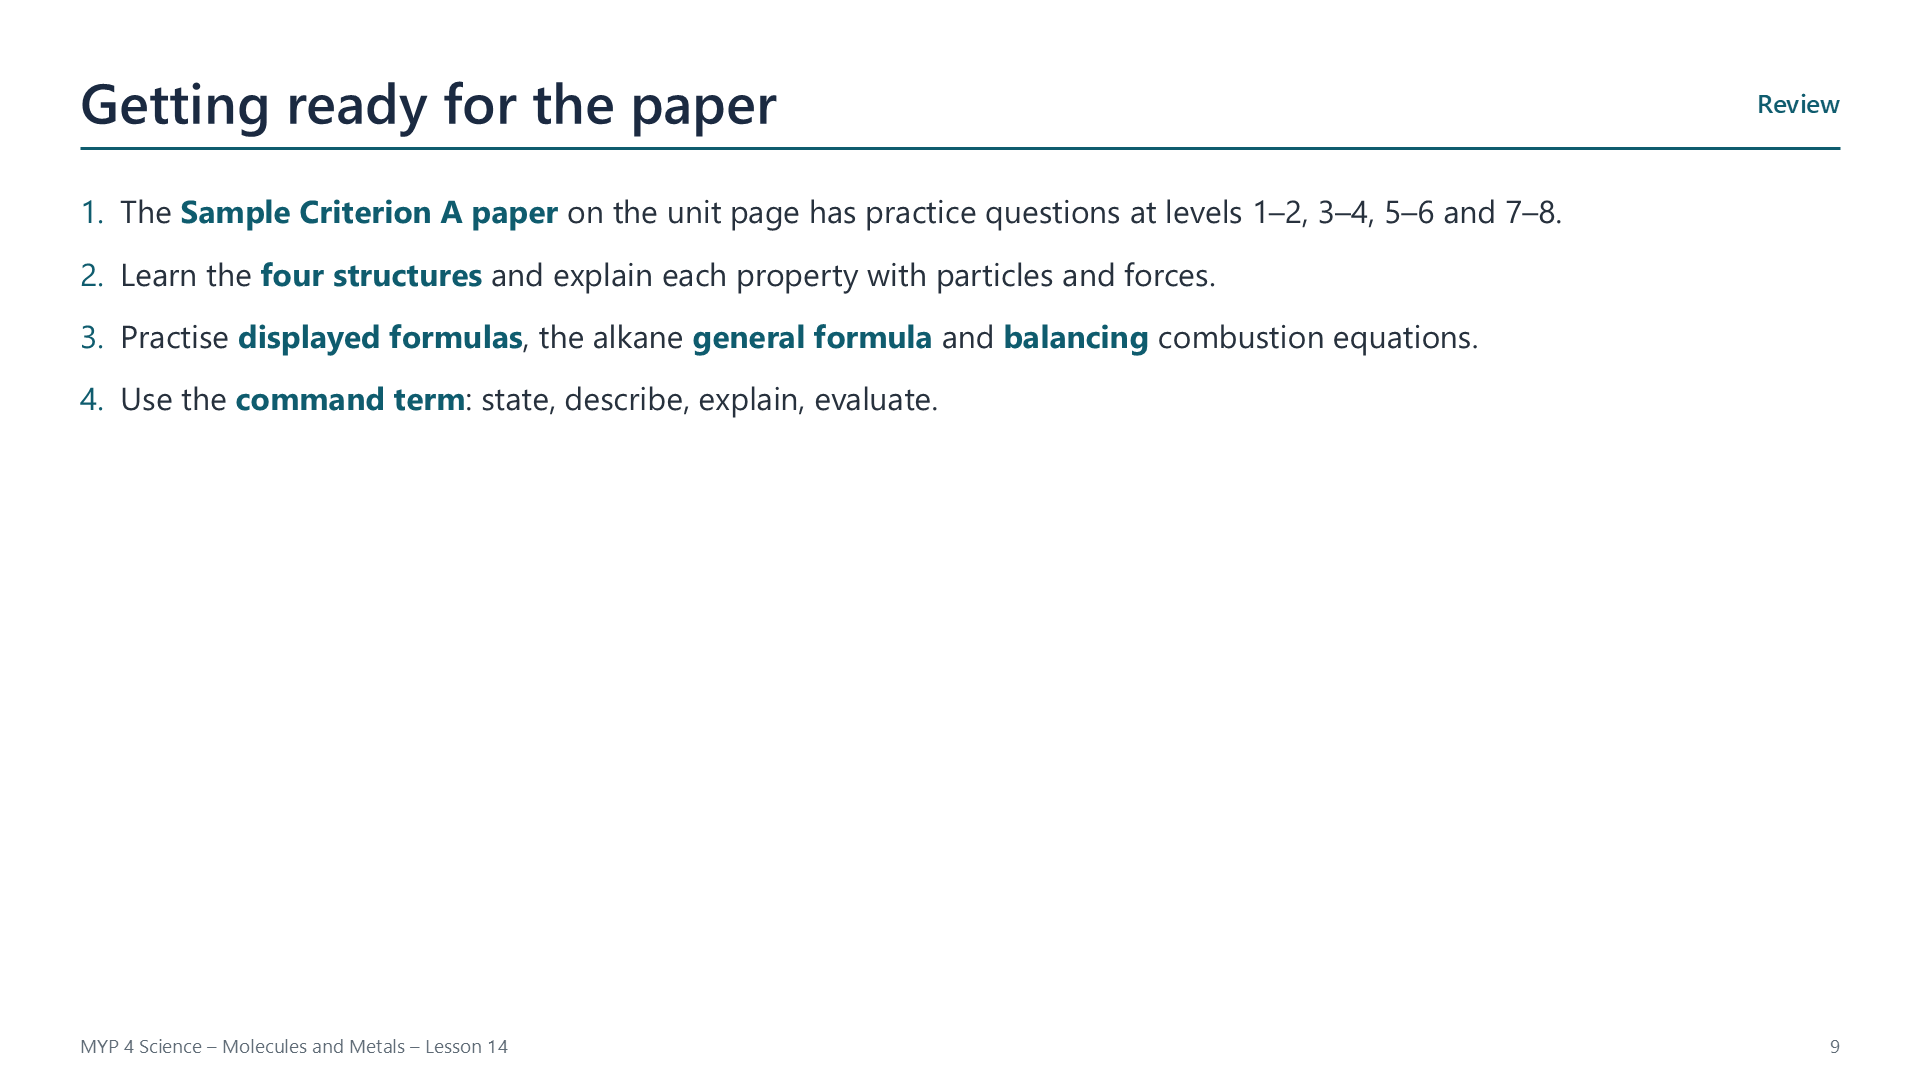 Getting ready for the paper
Review
1. The Sample Criterion A paper on the unit page has practice questions at levels 1–2, 3–4, 5–6 and 7–8.
2. Learn the four structures and explain each property with particles and forces.
3. Practise displayed formulas, the alkane general formula and balancing combustion equations.
4. Use the command term: state, describe, explain, evaluate.
MYP 4 Science – Molecules and Metals – Lesson 14
9